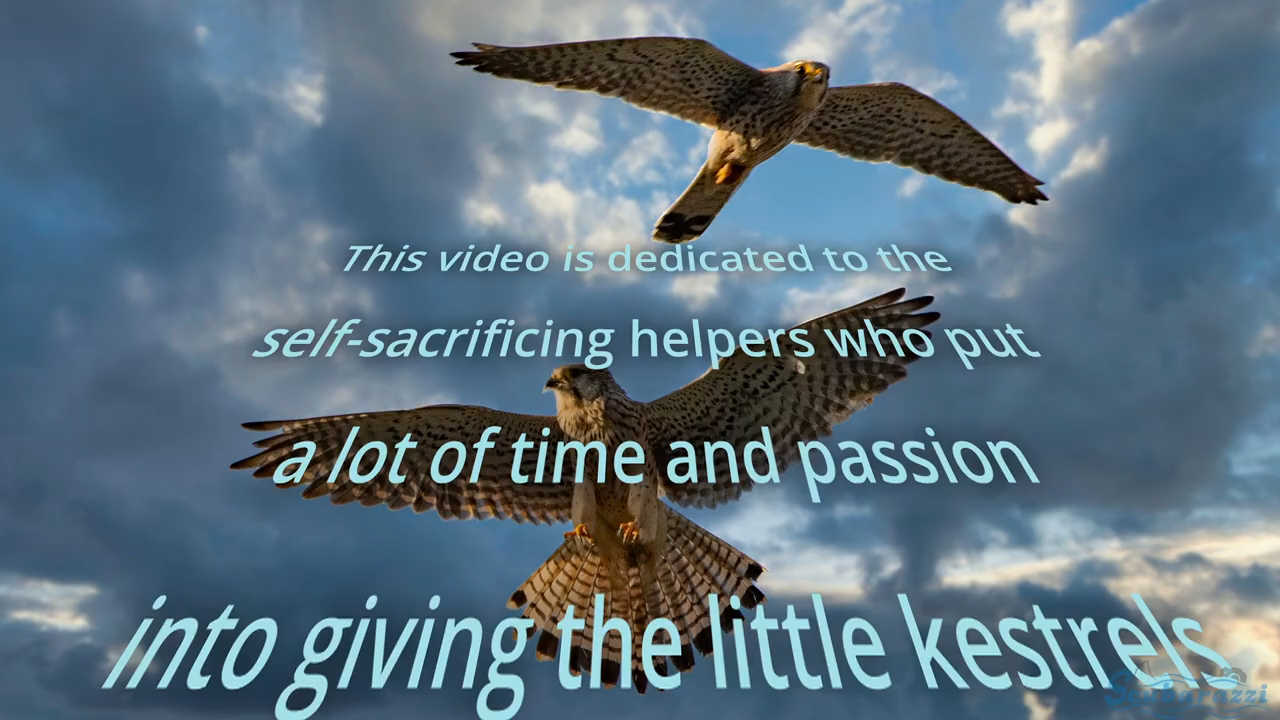 This video is dedicated to the
self-sacrificing helpers who put
a lot of time and passion
into giving the little kestrels